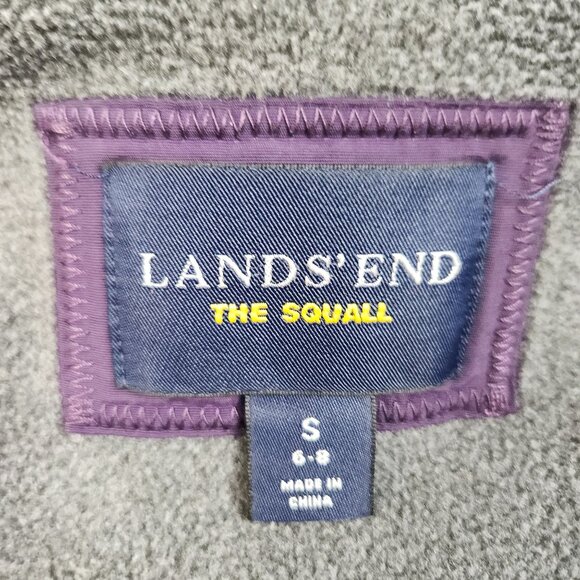 LANDS' END
THE SQUALL
S
6-8
MADE IN
CHINA